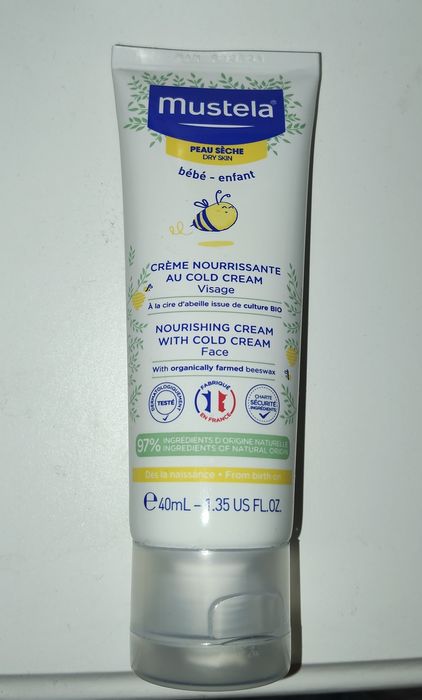 mustela
PEAU SÈCHE
DRY SKIN
bébé - enfant
CRÈME NOURRISSANTE
AU COLD CREAM
Visage
À la cire d'abeille issue de culture BIO
NOURISHING CREAM
WITH COLD CREAM
Face
With organically farmed beeswax
DERMATOLOGIQUEMENT
TESTÉ
FABRIQUÉ
EN FRANCE
CHARTE
SÉCURITÉ
INGRÉDIENTS
97% INGRÉDIENTS D'ORIGINE NATURELLE
INGREDIENTS OF NATURAL ORIGIN
Dès la naissance • From birth on
℮40mL - 1.35 US FL.OZ.